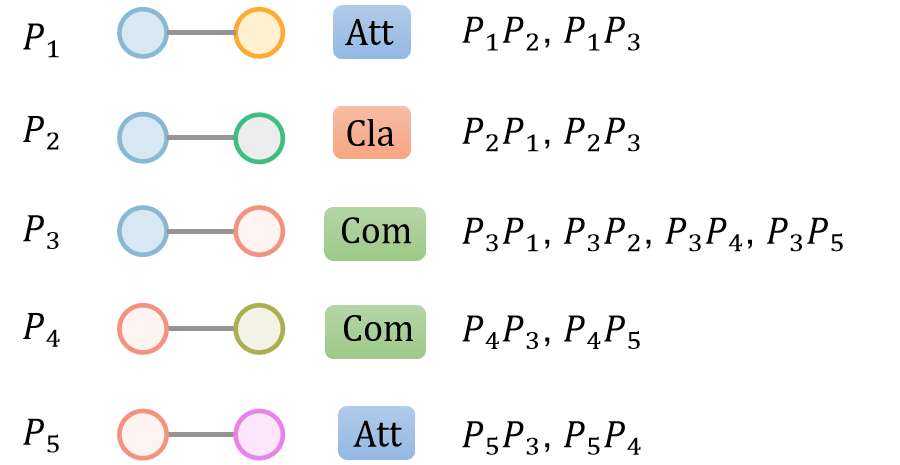 P₁ Att P₁P₂, P₁P₃
P₂ Cla P₂P₁, P₂P₃
P₃ Com P₃P₁, P₃P₂, P₃P₄, P₃P₅
P₄ Com P₄P₃, P₄P₅
P₅ Att P₅P₃, P₅P₄